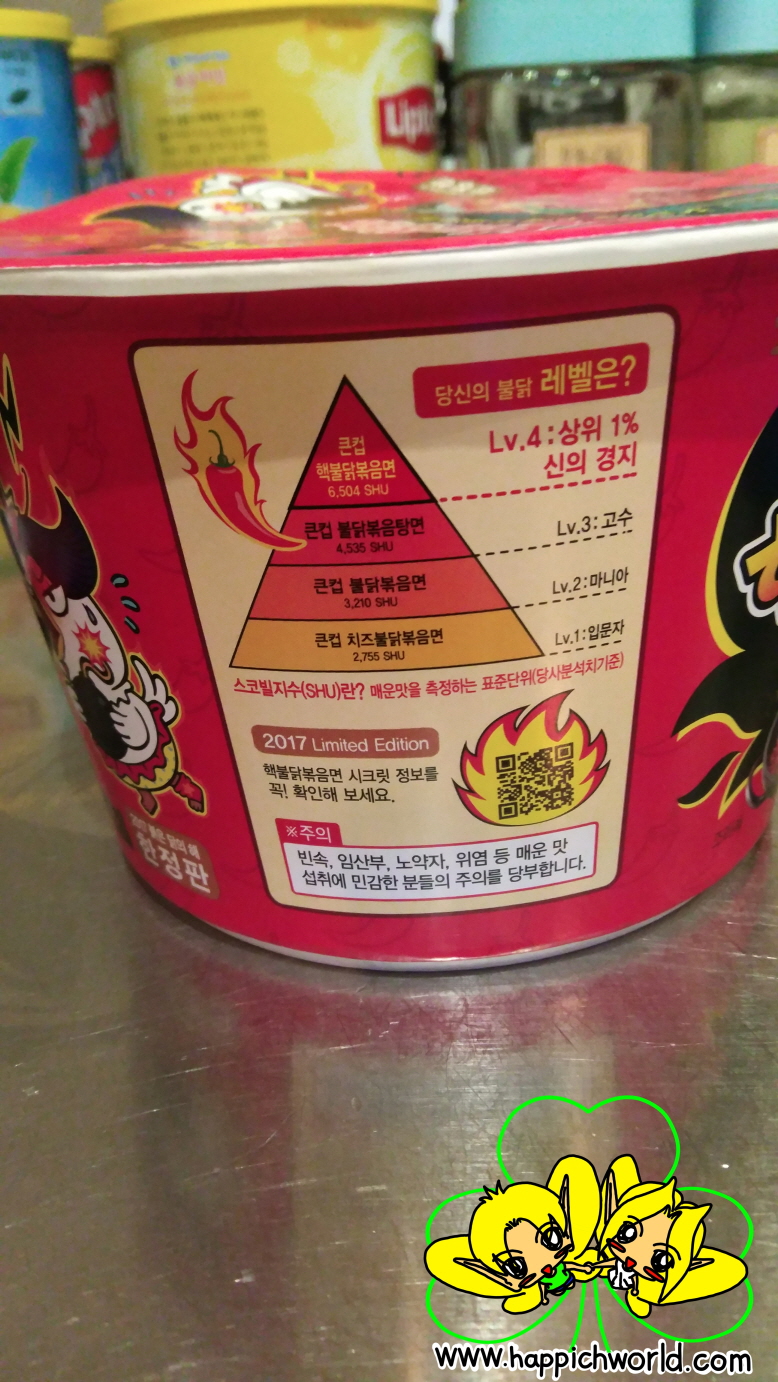 Lipto
당신의 불닭 레벨은?
큰컵
핵불닭볶음면
6,504 SHU
Lv.4 : 상위 1%
신의 경지
큰컵 불닭볶음탕면
4,535 SHU
Lv.3 : 고수
큰컵 불닭볶음면
3,210 SHU
Lv.2 : 마니아
큰컵 치즈불닭볶음면
2,755 SHU
Lv.1 : 입문자
스코빌지수(SHU)란? 매운맛을 측정하는 표준단위(당사분석치기준)
2017 Limited Edition
핵불닭볶음면 시크릿 정보를
꼭! 확인해 보세요.
※주의
빈속, 임산부, 노약자, 위염 등 매운 맛
섭취에 민감한 분들의 주의를 당부합니다.
2017 붉은 닭의 해
한정판
www.happichworld.com